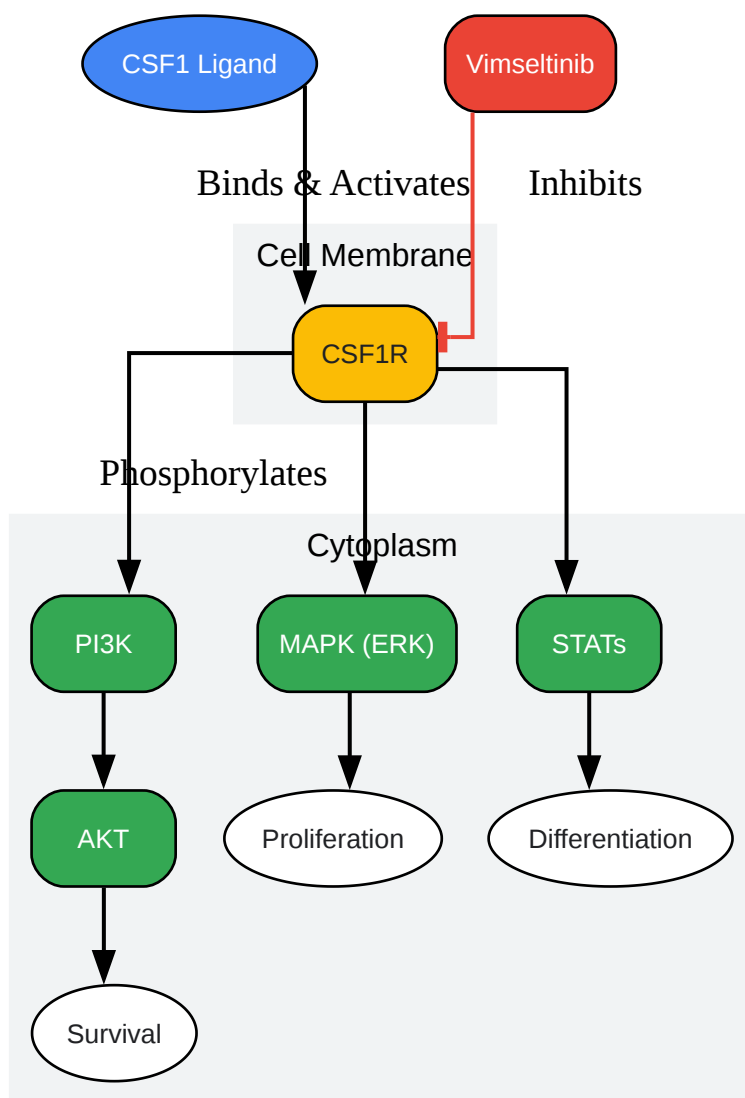 CSF1 Ligand
Vimseltinib
Binds & Activates
Inhibits
Cell Membrane
CSF1R
Phosphorylates
Cytoplasm
PI3K
MAPK (ERK)
STATs
AKT
Proliferation
Differentiation
Survival